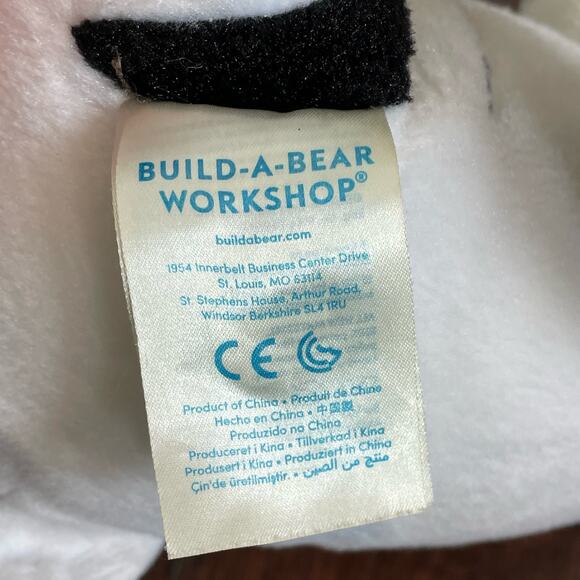 BUILD-A-BEAR
WORKSHOP®
buildabear.com
1954 Innerbelt Business Center Drive
St. Louis, MO 63114
St. Stephens House, Arthur Road,
Windsor Berkshire SL4 1RU
CE
Product of China • Produit de Chine
Hecho en China • 中国製
Produzido na China
Produceret i Kina • Tillverkad i Kina
Produsert i Kina • Produziert in China
Çin'de üretilmiştir. • منتج من الصين